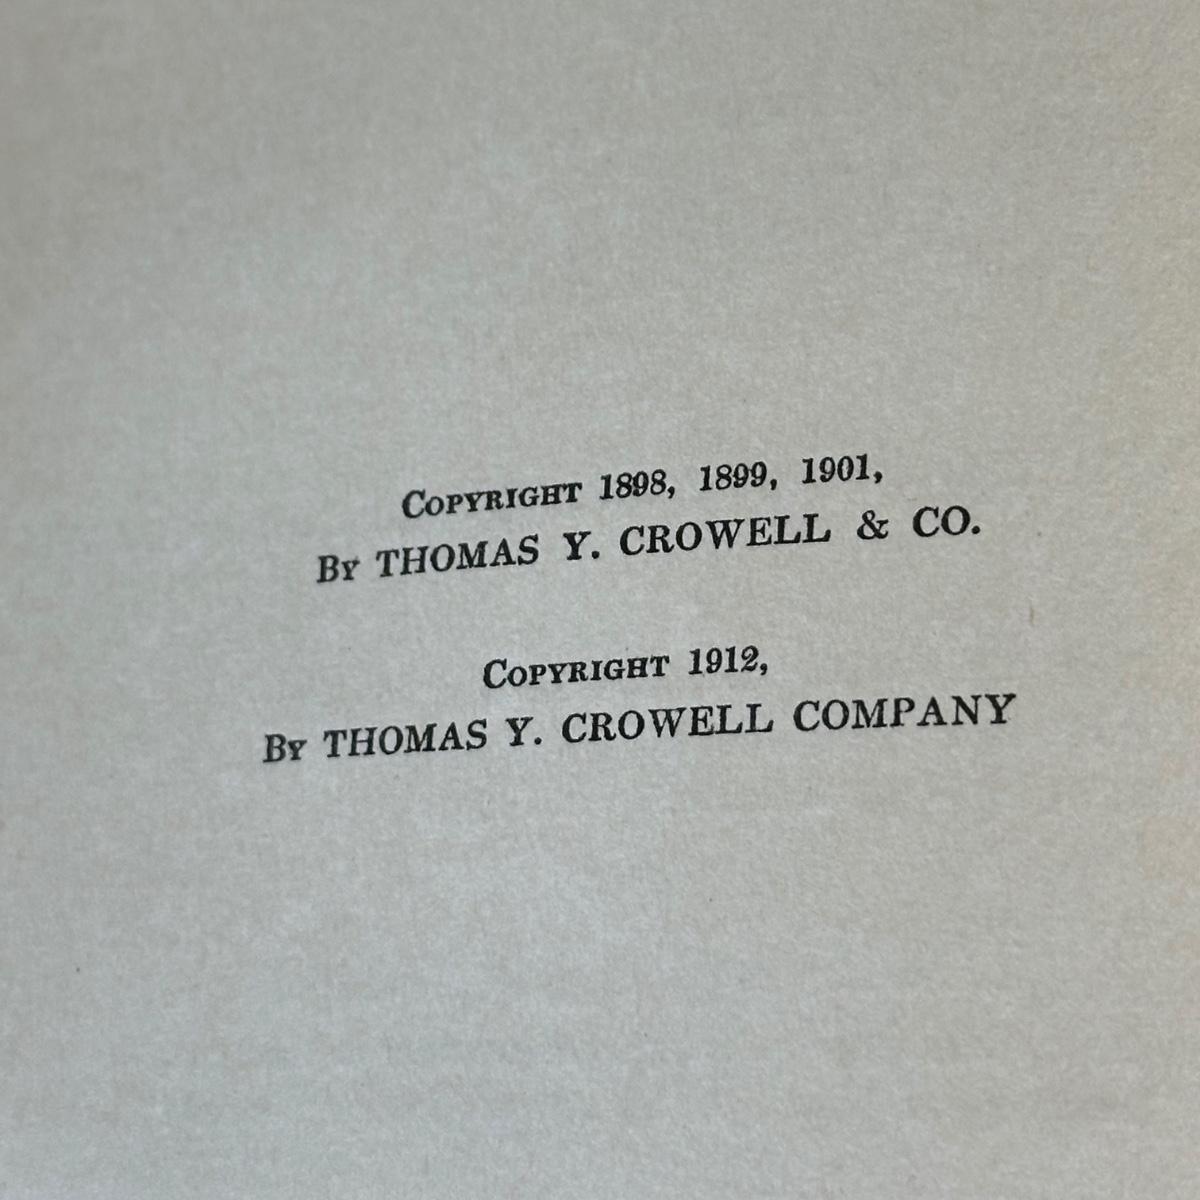 COPYRIGHT 1898, 1899, 1901,
BY THOMAS Y. CROWELL & CO.
COPYRIGHT 1912,
BY THOMAS Y. CROWELL COMPANY